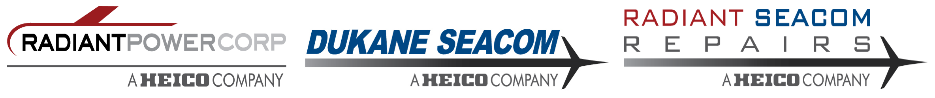 RADIANTPOWERCORP
A HEICO COMPANY
DUKANE SEACOM
A HEICO COMPANY
RADIANT SEACOM
REPAIRS
A HEICO COMPANY